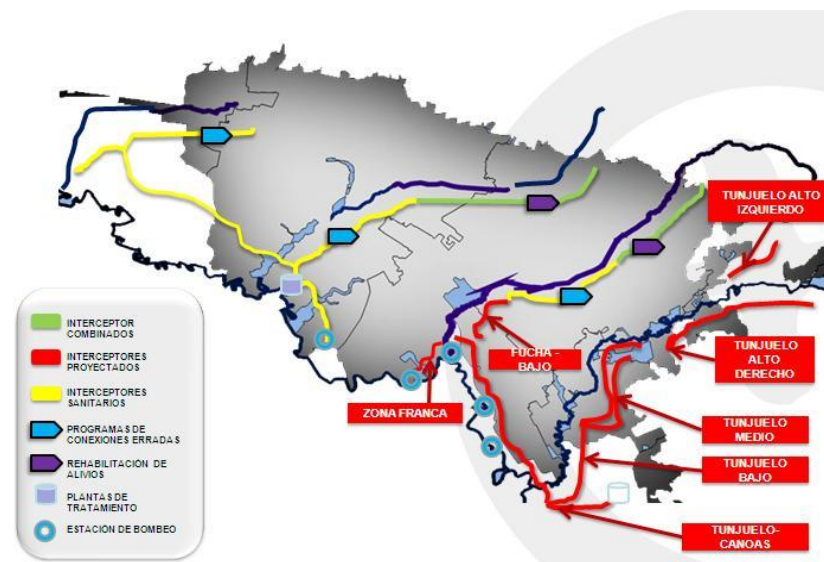 TUNJUELO ALTO
IZQUIERDO
INTERCEPTOR
COMBINADOS
INTERCEPTORES
PROYECTADOS
INTERCEPTORES
SANITARIOS
PROGRAMAS DE
CONEXIONES ERRADAS
REHABILITACIÓN DE
ALIVIOS
PLANTAS DE
TRATAMIENTO
ESTACIÓN DE BOMBEO
FUCHA -
BAJO
ZONA FRANCA
TUNJUELO
ALTO
DERECHO
TUNJUELO
MEDIO
TUNJUELO
BAJO
TUNJUELO-
CANOAS